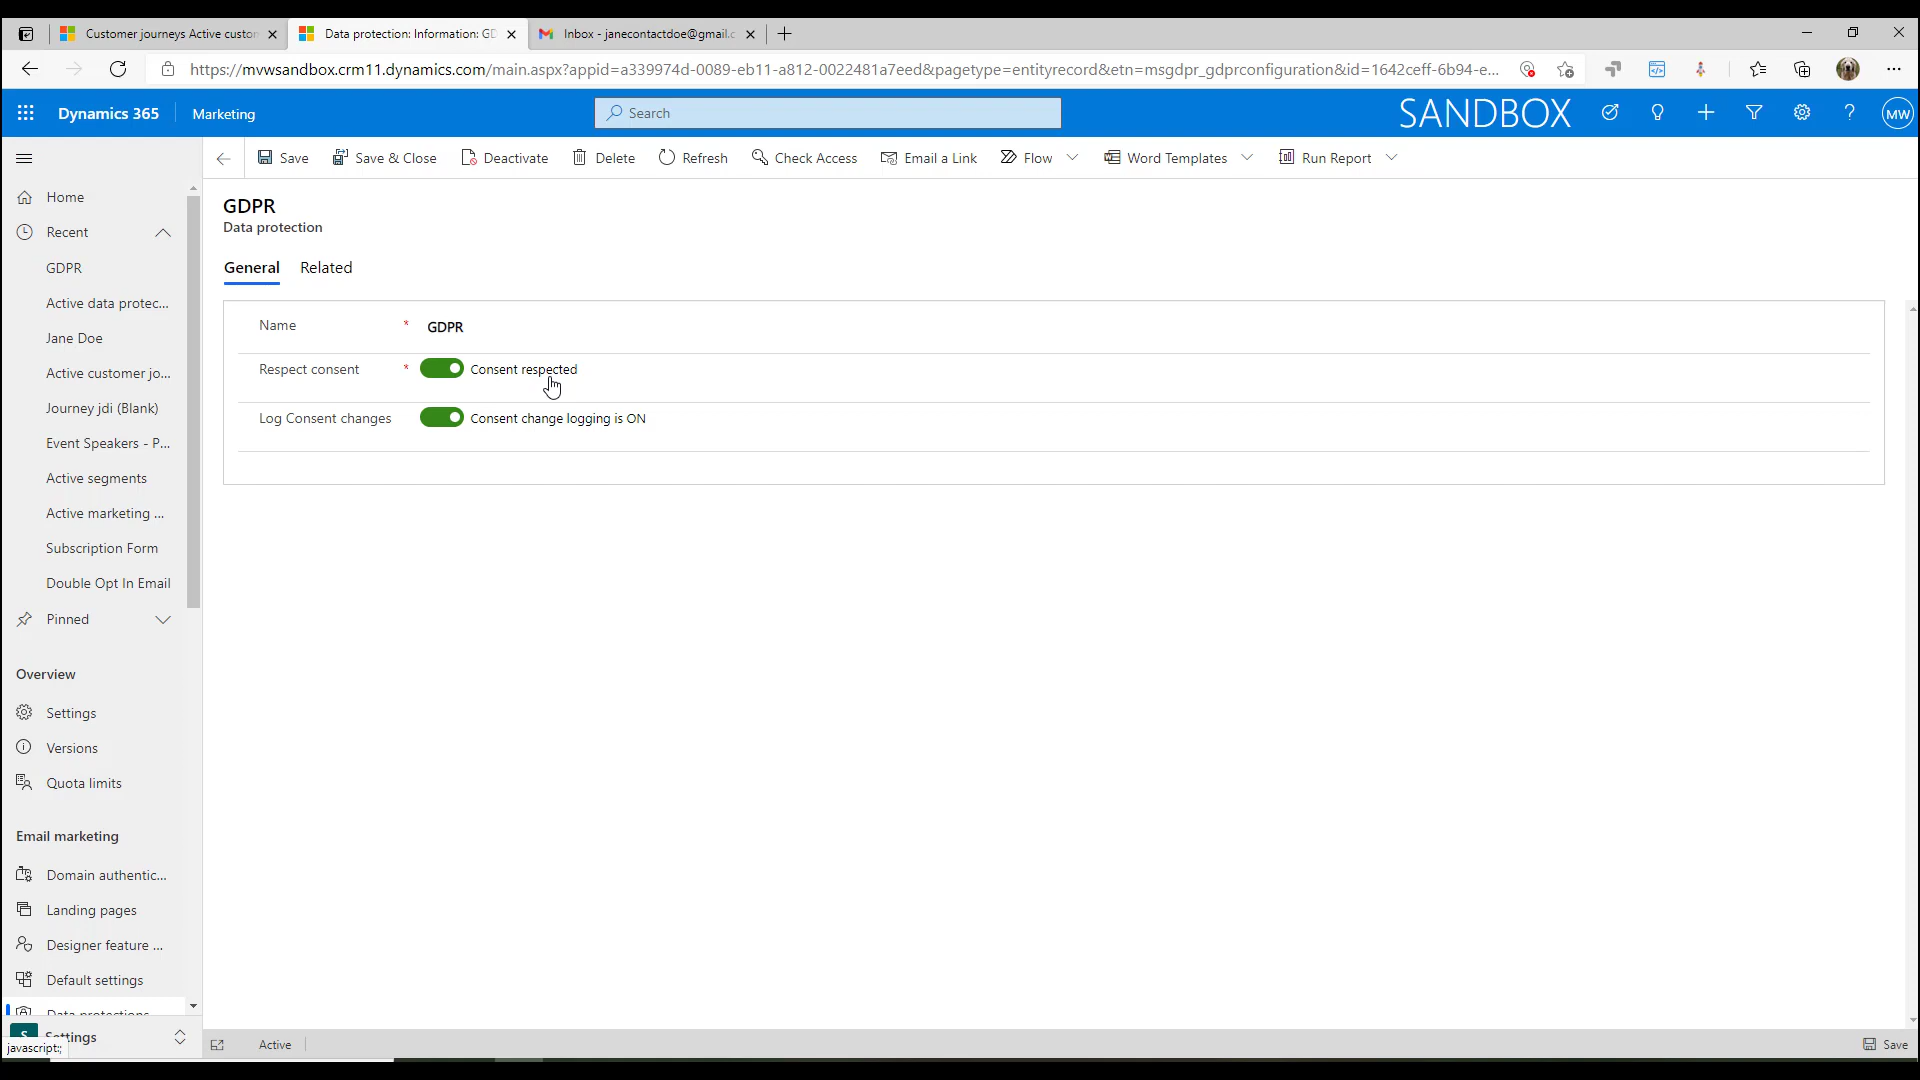 Customer journeys Active custor
Data protection: Information: GD
Inbox - janecontactdoe@gmail.c
https://mvwsandbox.crm11.dynamics.com/main.aspx?appid=a339974d-0089-eb11-a812-0022481a7eed&pagetype=entityrecord&etn=msgdpr_gdprconfiguration&id=1642ceff-6b94-e...
Dynamics 365
Marketing
Search
SANDBOX
MW
Save
Save & Close
Deactivate
Delete
Refresh
Check Access
Email a Link
Flow
Word Templates
Run Report
Home
Recent
GDPR
Active data protec...
Jane Doe
Active customer jo...
Journey jdi (Blank)
Event Speakers - P...
Active segments
Active marketing ...
Subscription Form
Double Opt In Email
Pinned
Overview
Settings
Versions
Quota limits
Email marketing
Domain authentic...
Landing pages
Designer feature ...
Default settings
Data protections
S Settings
javascript:;
GDPR
Data protection
General
Related
Name * GDPR
Respect consent * Consent respected
Log Consent changes Consent change logging is ON
Active
Save